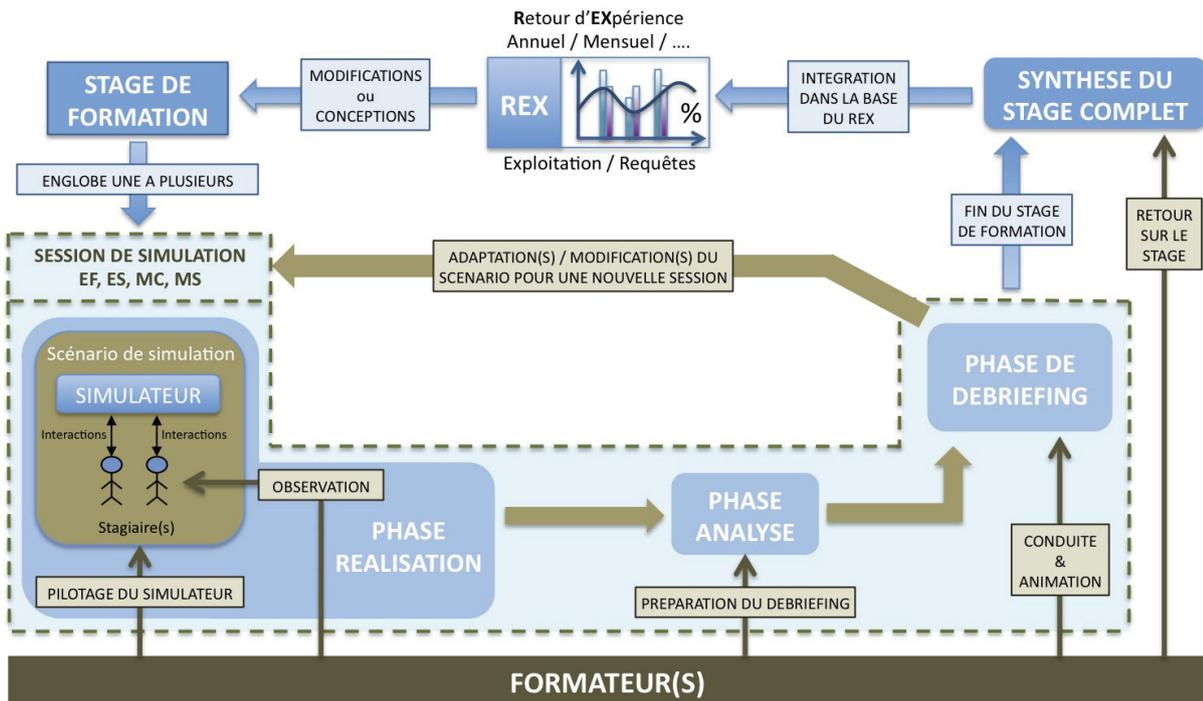 Retour d'EXpérience
Annuel / Mensuel / ....
STAGE DE
FORMATION
MODIFICATIONS
ou
CONCEPTIONS
REX
%
Exploitation / Requêtes
INTEGRATION
DANS LA BASE
DU REX
SYNTHESE DU
STAGE COMPLET
ENGLOBE UNE A PLUSIEURS
FIN DU STAGE
DE FORMATION
RETOUR
SUR LE
STAGE
SESSION DE SIMULATION
EF, ES, MC, MS
ADAPTATION(S) / MODIFICATION(S) DU
SCENARIO POUR UNE NOUVELLE SESSION
Scénario de simulation
SIMULATEUR
Interactions
Interactions
Stagiaire(s)
OBSERVATION
PHASE
REALISATION
PHASE
ANALYSE
PHASE DE
DEBRIEFING
PILOTAGE DU SIMULATEUR
PREPARATION DU DEBRIEFING
CONDUITE
&
ANIMATION
FORMATEUR(S)